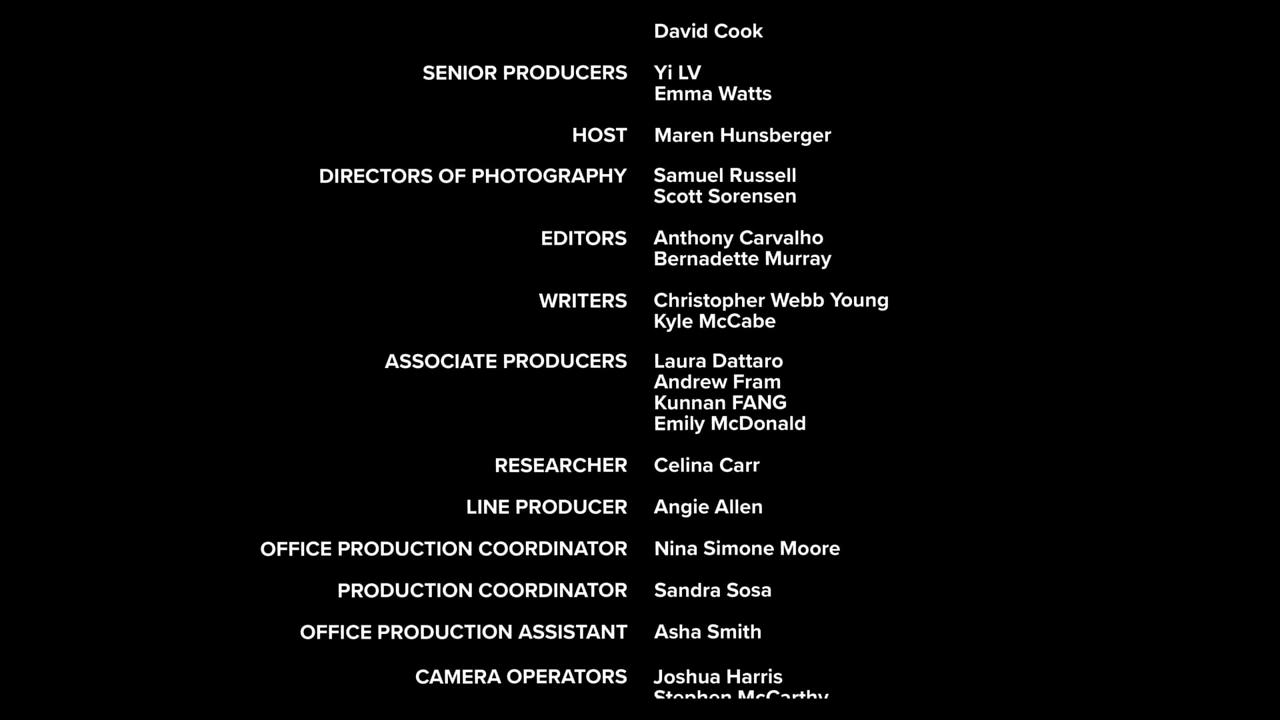 David Cook
SENIOR PRODUCERS Yi LV
Emma Watts
HOST Maren Hunsberger
DIRECTORS OF PHOTOGRAPHY Samuel Russell
Scott Sorensen
EDITORS Anthony Carvalho
Bernadette Murray
WRITERS Christopher Webb Young
Kyle McCabe
ASSOCIATE PRODUCERS Laura Dattaro
Andrew Fram
Kunnan FANG
Emily McDonald
RESEARCHER Celina Carr
LINE PRODUCER Angie Allen
OFFICE PRODUCTION COORDINATOR Nina Simone Moore
PRODUCTION COORDINATOR Sandra Sosa
OFFICE PRODUCTION ASSISTANT Asha Smith
CAMERA OPERATORS Joshua Harris
Stephen McCarthy